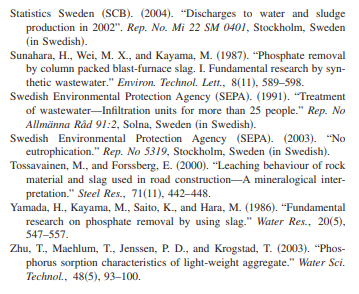 Statistics Sweden (SCB). (2004). “Discharges to water and sludge
production in 2002”. Rep. No. Mi 22 SM 0401, Stockholm, Sweden
(in Swedish).
Sunahara, H., Wei, M. X., and Kayama, M. (1987). “Phosphate removal
by column packed blast-furnace slag. I. Fundamental research by syn-
thetic wastewater.” Environ. Technol. Lett., 8(11), 589–598.
Swedish Environmental Protection Agency (SEPA). (1991). “Treatment
of wastewater—Infiltration units for more than 25 people.” Rep. No
Allmänna Råd 91:2, Solna, Sweden (in Swedish).
Swedish Environmental Protection Agency (SEPA). (2003). “No
eutrophication.” Rep. No 5319, Stockholm, Sweden (in Swedish).
Tossavainen, M., and Forssberg, E. (2000). “Leaching behaviour of rock
material and slag used in road construction—A mineralogical inter-
pretation.” Steel Res., 71(11), 442–448.
Yamada, H., Kayama, M., Saito, K., and Hara, M. (1986). “Fundamental
research on phosphate removal by using slag.” Water Res., 20(5),
547–557.
Zhu, T., Maehlum, T., Jenssen, P. D., and Krogstad, T. (2003). “Phos-
phorus sorption characteristics of light-weight aggregate.” Water Sci.
Technol., 48(5), 93–100.